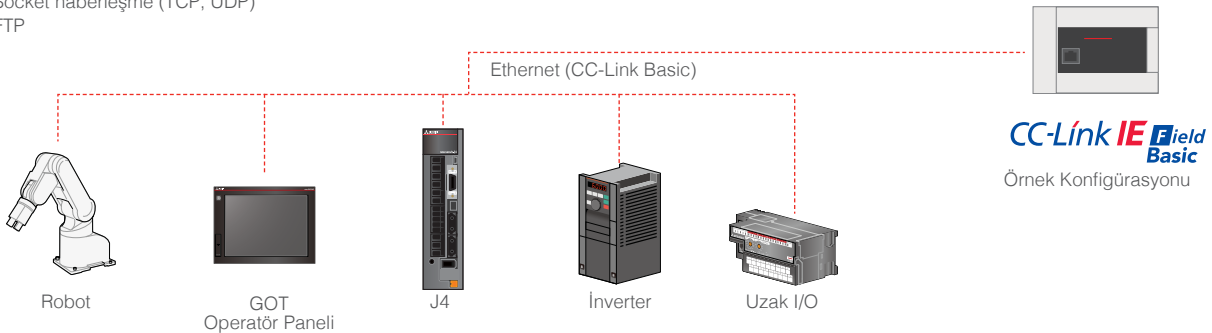 Socket haberleşme (TCP, UDP)
FTP
Ethernet (CC-Link Basic)
CC-Link IE Field
Basic
Örnek Konfigürasyonu
Robot
GOT
Operatör Paneli
J4
İnverter
Uzak I/O